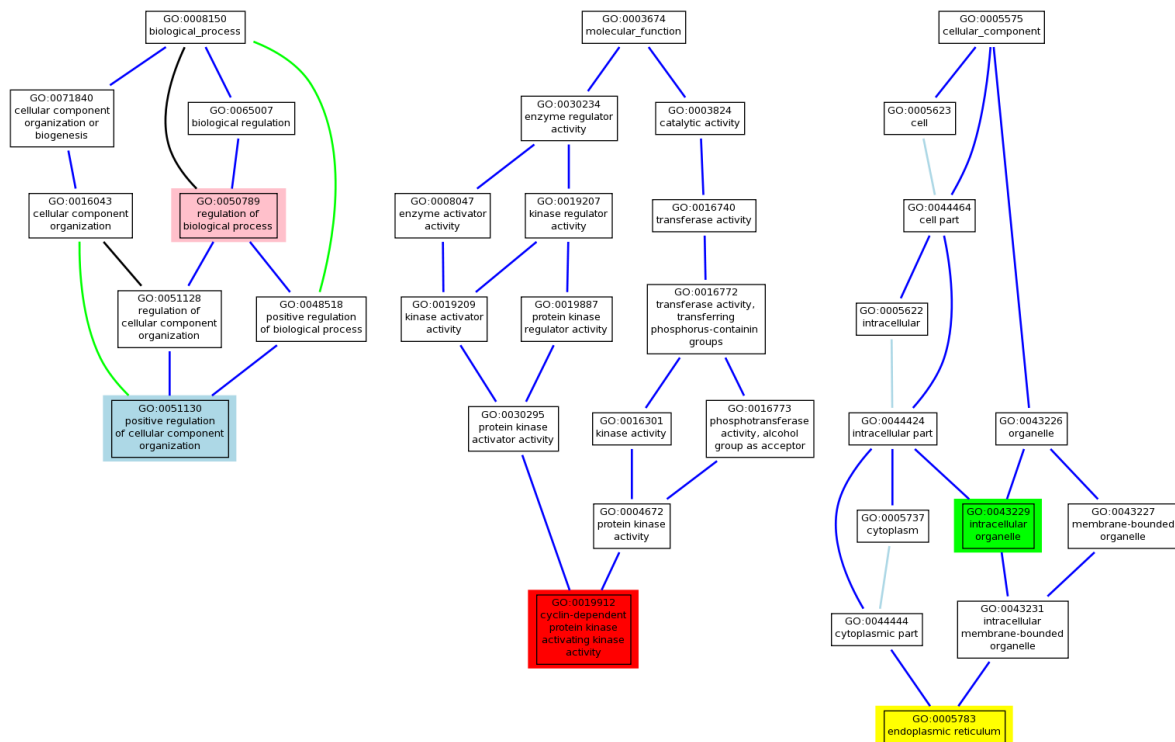 GO:0008150
biological_process
GO:0003674
molecular_function
GO:0005575
cellular_component
GO:0071840
cellular component
organization or
biogenesis
GO:0065007
biological regulation
GO:0030234
enzyme regulator
activity
GO:0003824
catalytic activity
GO:0005623
cell
GO:0016043
cellular component
organization
GO:0050789
regulation of
biological process
GO:0008047
enzyme activator
activity
GO:0019207
kinase regulator
activity
GO:0016740
transferase activity
GO:0044464
cell part
GO:0051128
regulation of
cellular component
organization
GO:0048518
positive regulation
of biological process
GO:0019209
kinase activator
activity
GO:0019887
protein kinase
regulator activity
GO:0016772
transferase activity,
transferring
phosphorus-containin
groups
GO:0005622
intracellular
GO:0051130
positive regulation
of cellular component
organization
GO:0030295
protein kinase
activator activity
GO:0016301
kinase activity
GO:0016773
phosphotransferase
activity, alcohol
group as acceptor
GO:0044424
intracellular part
GO:0043226
organelle
GO:0004672
protein kinase
activity
GO:0005737
cytoplasm
GO:0043229
intracellular
organelle
GO:0043227
membrane-bounded
organelle
GO:0019912
cyclin-dependent
protein kinase
activating kinase
activity
GO:0044444
cytoplasmic part
GO:0043231
intracellular
membrane-bounded
organelle
GO:0005783
endoplasmic reticulum